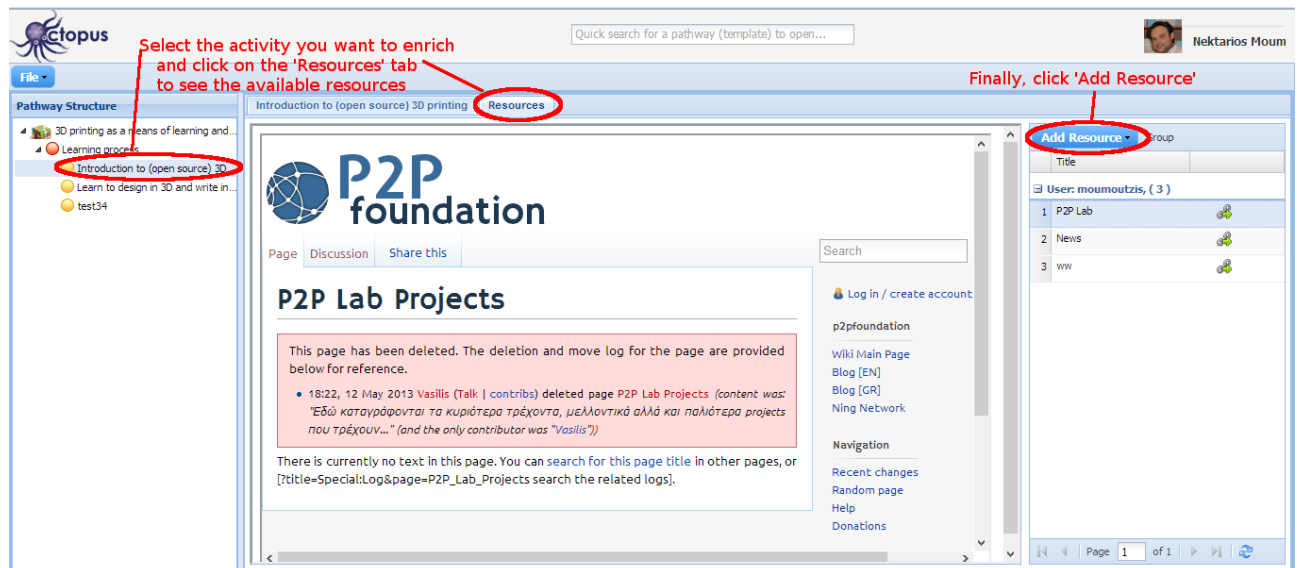 ctopus
Quick search for a pathway (template) to open...
Nektarios Moum
Select the activity you want to enrich
and click on the 'Resources' tab
to see the available resources
Finally, click 'Add Resource'
File
Pathway Structure
3D printing as a means of learning and...
Learning process
Introduction to (open source) 3D
Learn to design in 3D and write in...
test34
Introduction to (open source) 3D printing
Resources
P2P
foundation
Page Discussion Share this
Search
P2P Lab Projects
This page has been deleted. The deletion and move log for the page are provided
below for reference.
• 18:22, 12 May 2013 Vasilis (Talk | contribs) deleted page P2P Lab Projects (content was:
"Εδώ καταγράφονται τα κυριότερα τρέχοντα, μελλοντικά αλλά και παλιότερα projects
που τρέχουν..." (and the only contributor was "Vasilis"))
There is currently no text in this page. You can search for this page title in other pages, or
[?title=Special:Log&page=P2P_Lab_Projects search the related logs].
Log in / create account
p2pfoundation
Wiki Main Page
Blog [EN]
Blog [GR]
Ning Network
Navigation
Recent changes
Random page
Help
Donations
Add Resource
Title
User: moumoutzis, ( 3 )
1 P2P Lab
2 News
3 ww
Page 1 of 1